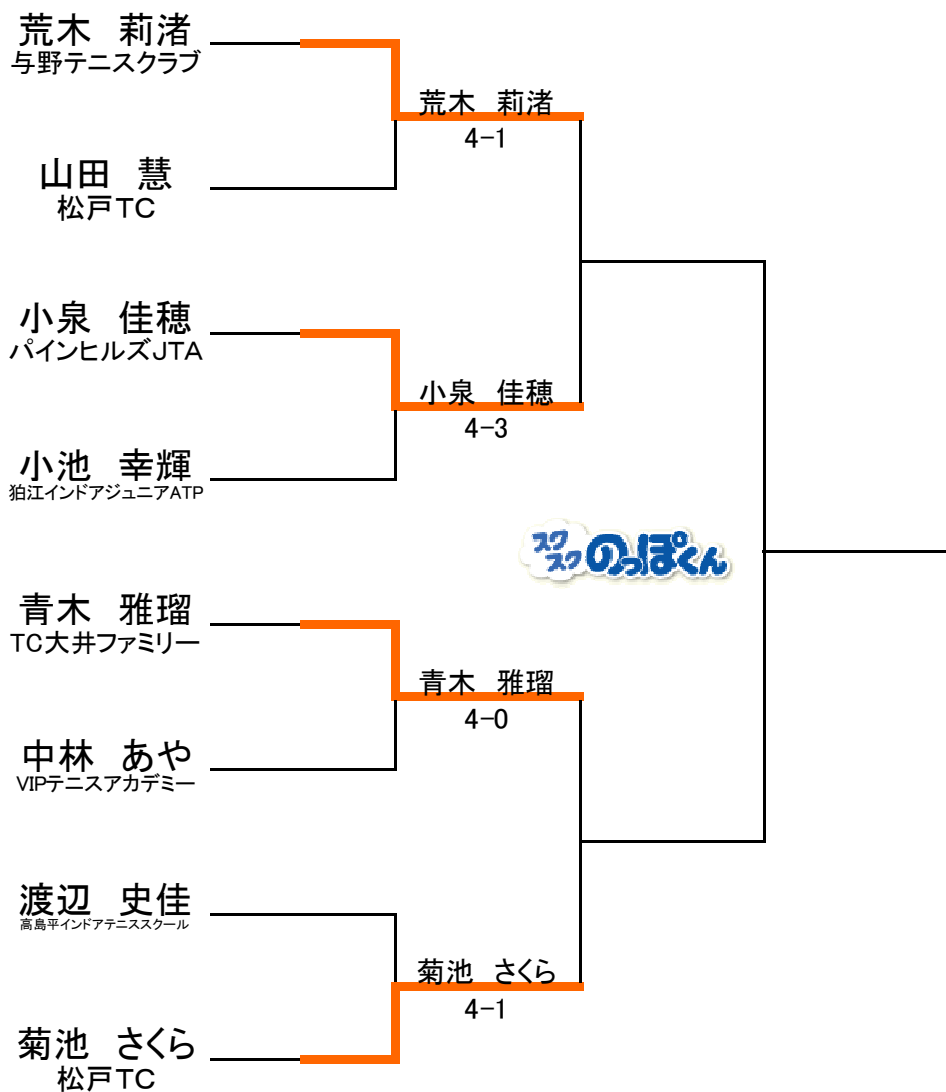 荒木　莉渚
与野テニスクラブ
荒木　莉渚
4-1
山田　慧
松戸TC
小泉　佳穂
パインヒルズJTA
小泉　佳穂
4-3
小池　幸輝
狛江インドアジュニアATP
スクスク のっぽくん
青木　雅瑠
TC大井ファミリー
青木　雅瑠
4-0
中林　あや
VIPテニスアカデミー
渡辺　史佳
高島平インドアテニススクール
菊池　さくら
4-1
菊池　さくら
松戸TC